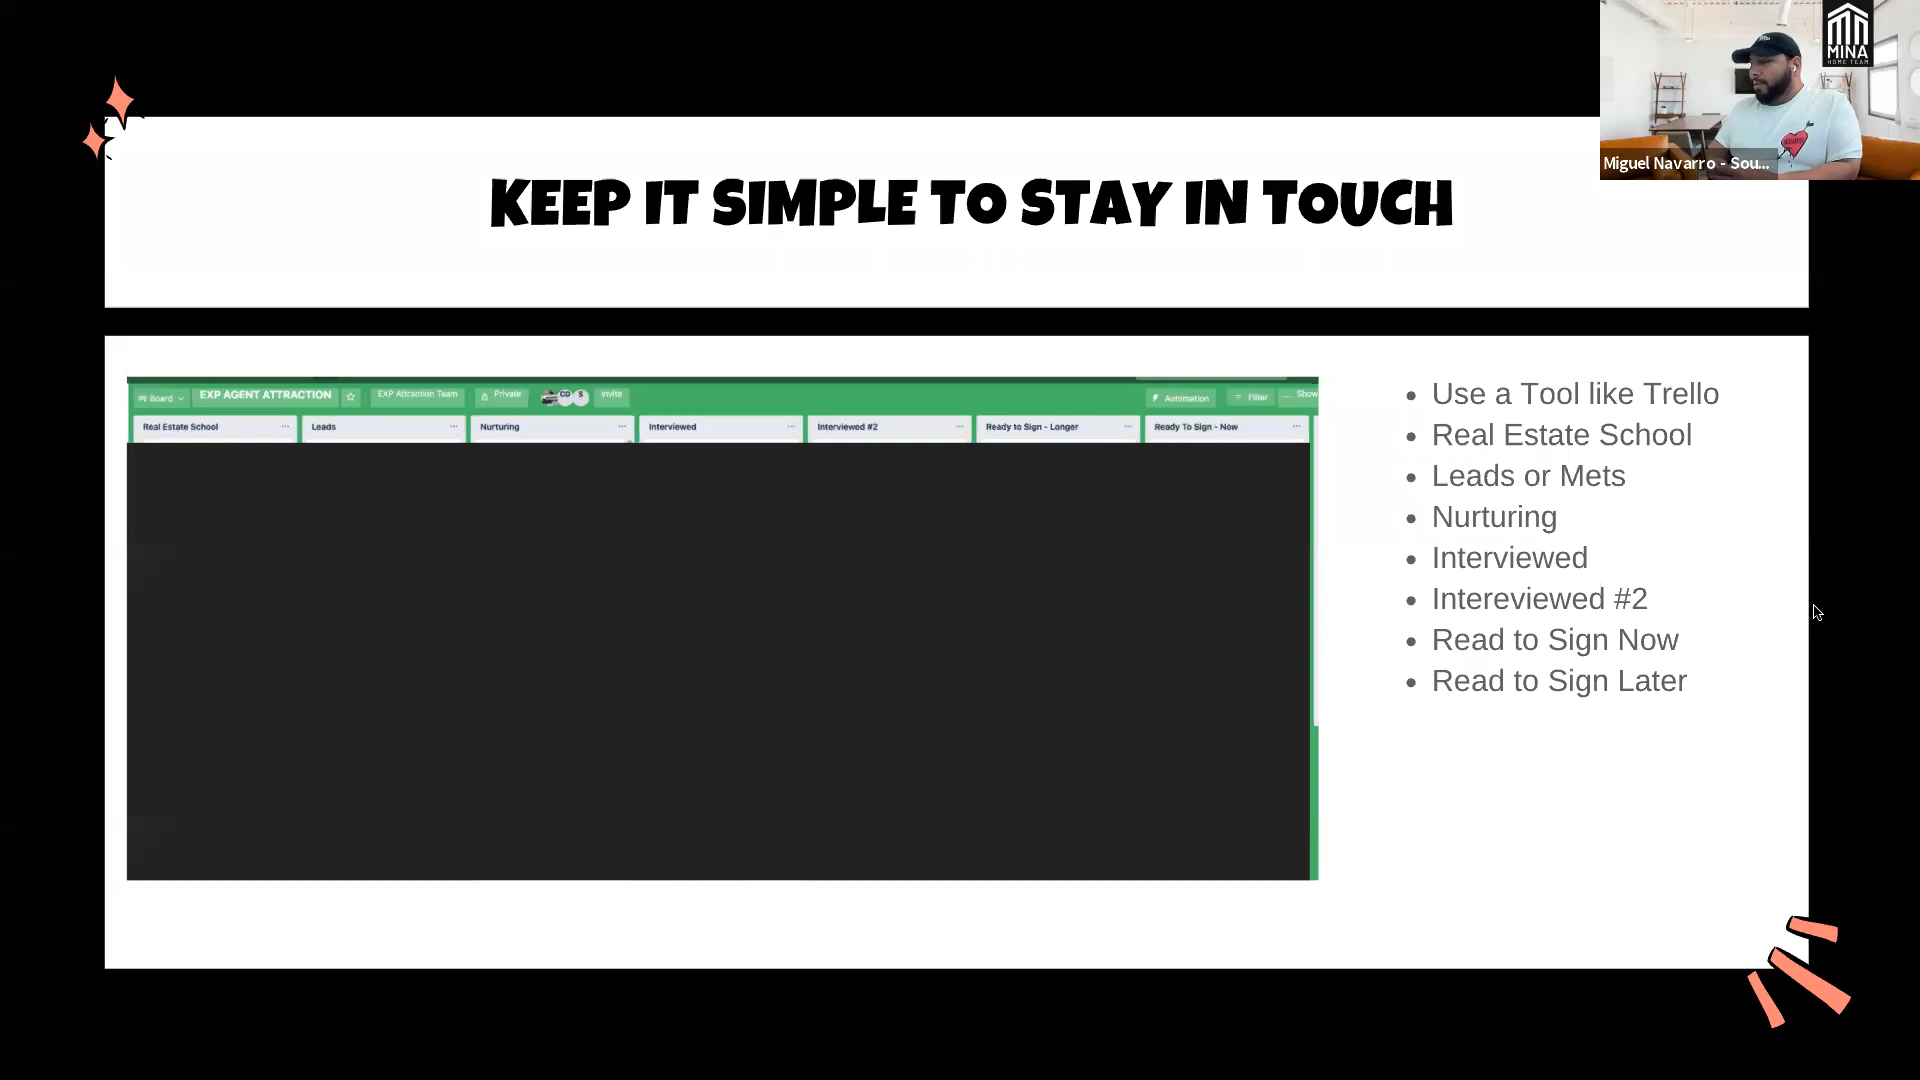 MINA
HOME TEAM
Miguel Navarro - Sou...
KEEP IT SIMPLE TO STAY IN TOUCH
Board
EXP AGENT ATTRACTION
EXP Attraction Team
Private
CD
S
Invite
Automation
Filter
... Show
Real Estate School
Leads
Nurturing
Interviewed
Interviewed #2
Ready to Sign - Longer
Ready To Sign - Now
• Use a Tool like Trello
• Real Estate School
• Leads or Mets
• Nurturing
• Interviewed
• Intereviewed #2
• Read to Sign Now
• Read to Sign Later